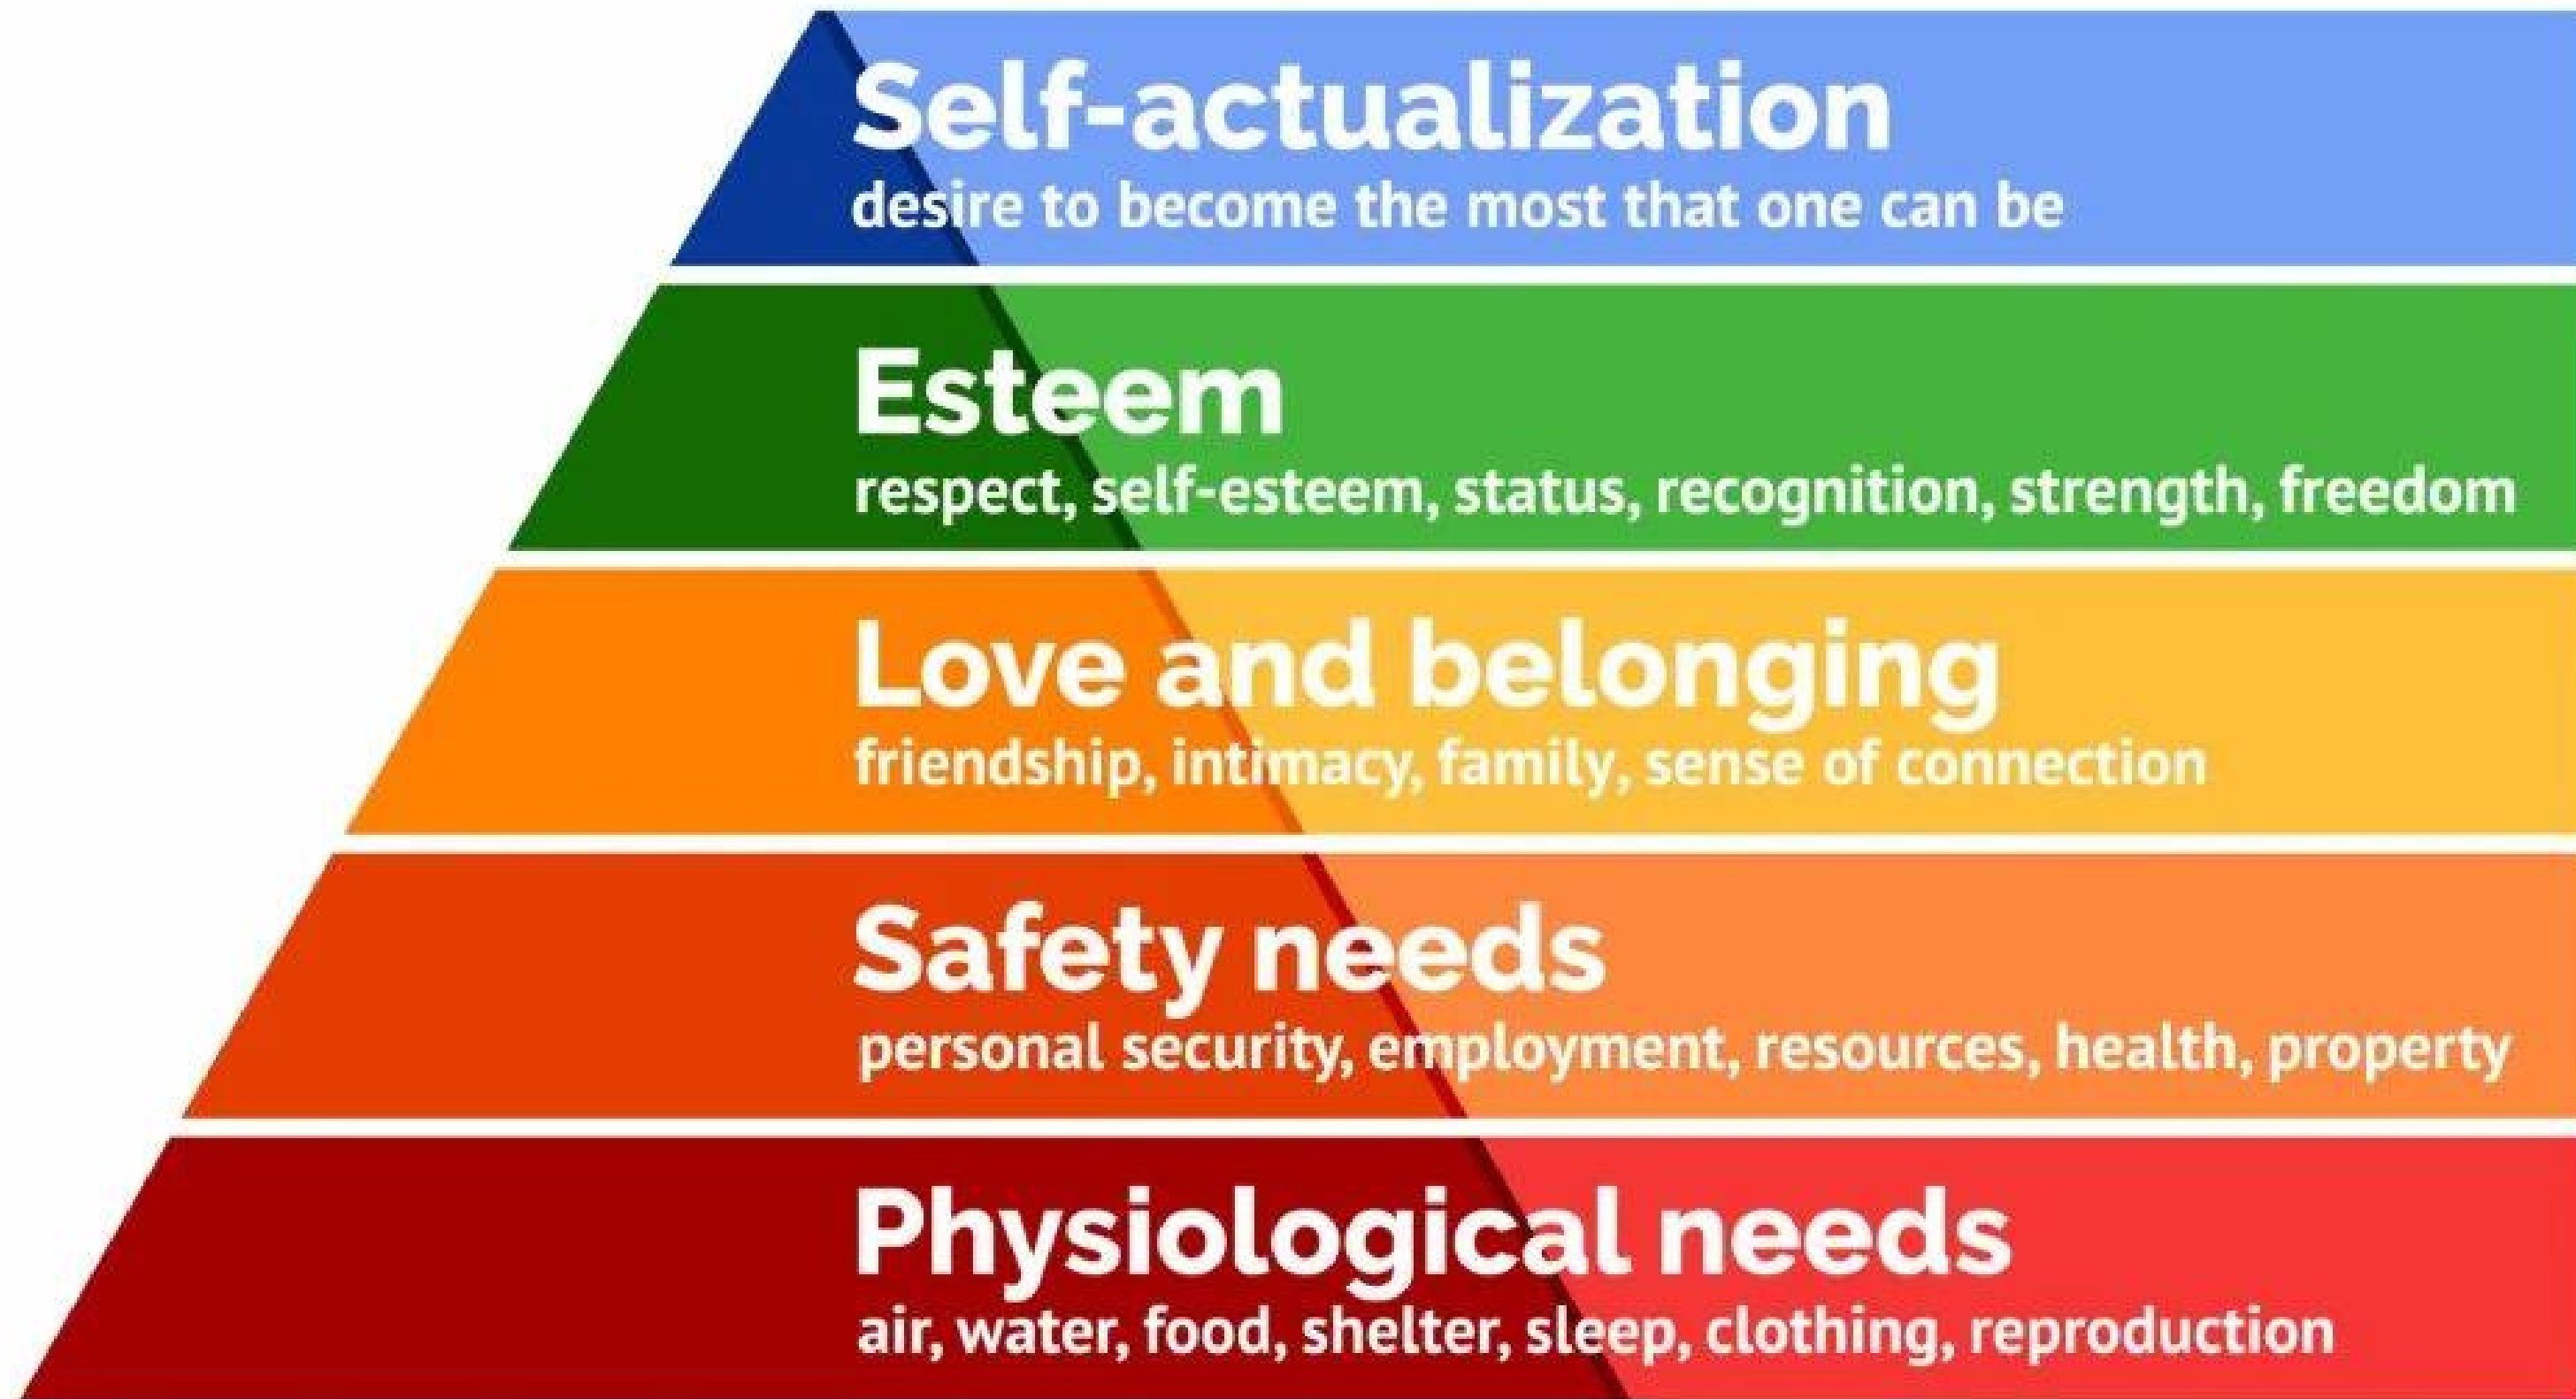 Self-actualization
desire to become the most that one can be
Esteem
respect, self-esteem, status, recognition, strength, freedom
Love and belonging
friendship, intimacy, family, sense of connection
Safety needs
personal security, employment, resources, health, property
Physiological needs
air, water, food, shelter, sleep, clothing, reproduction